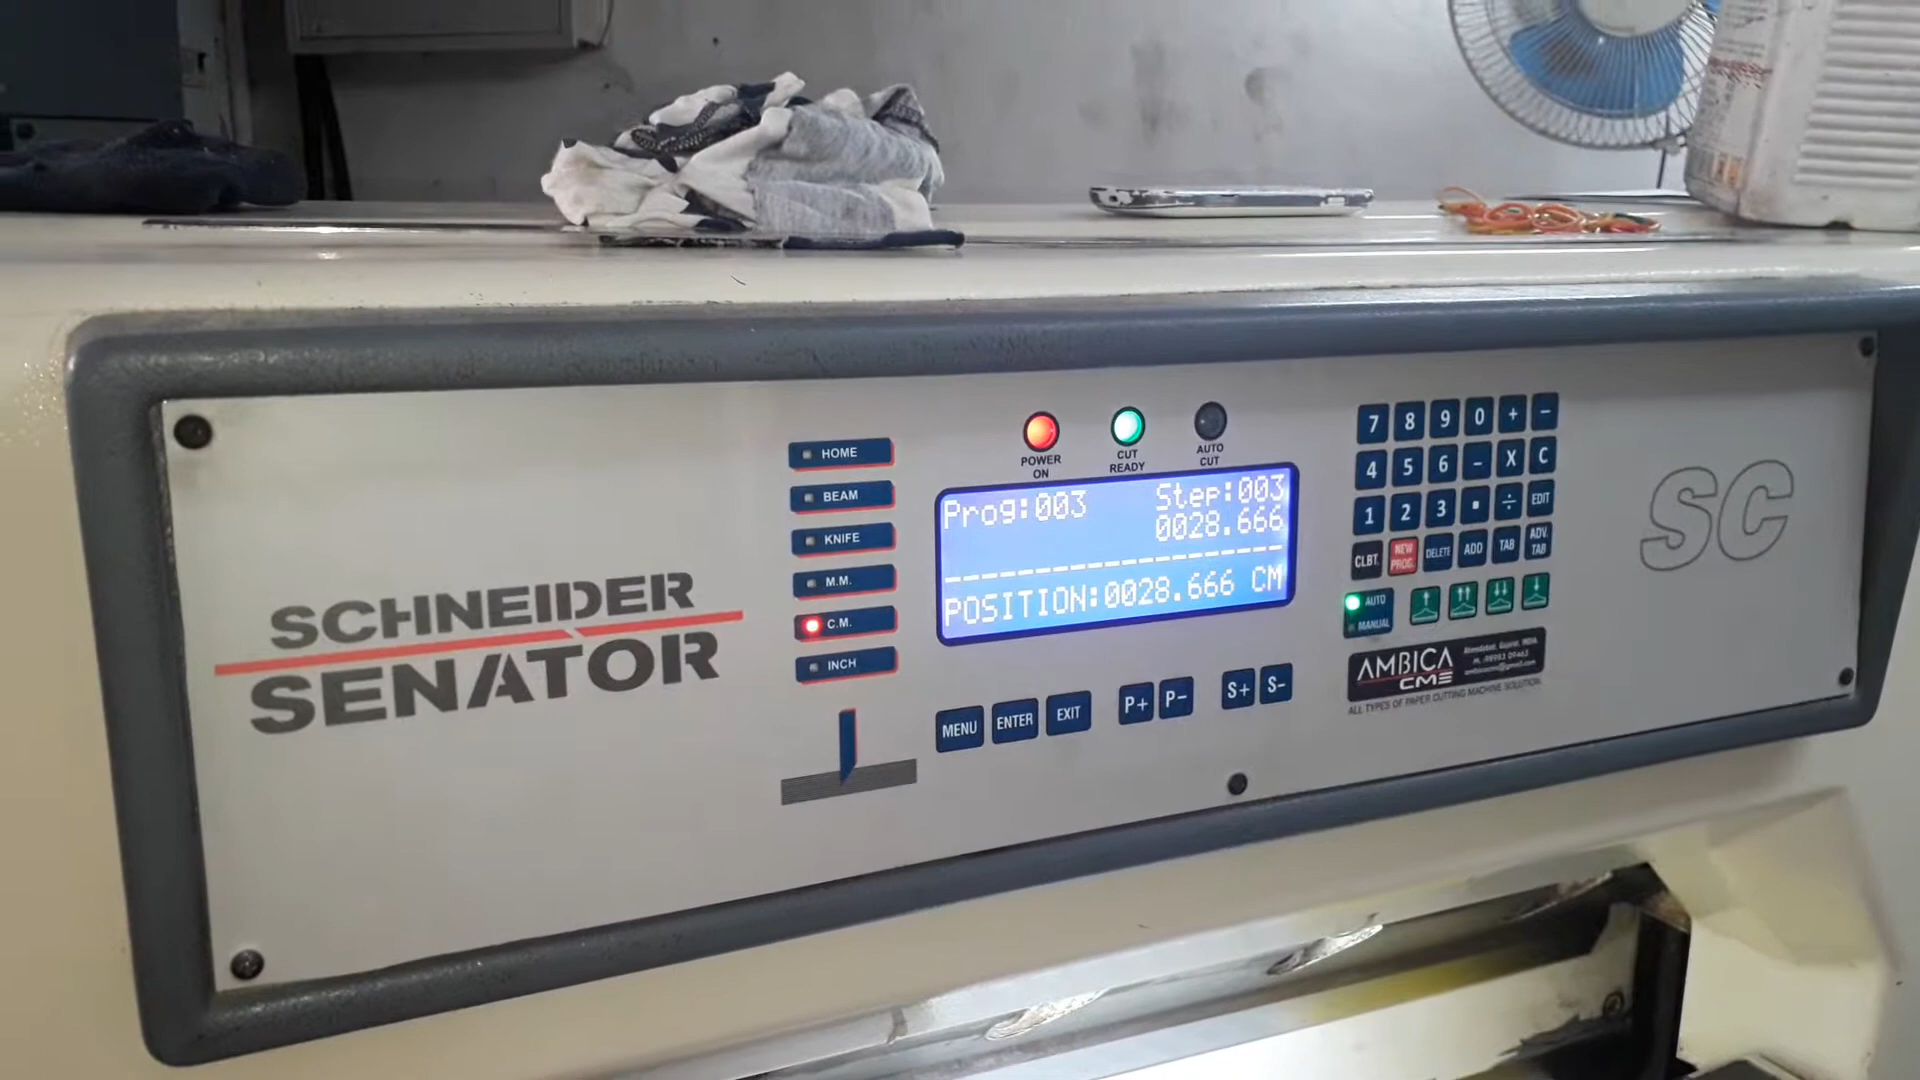 SCHNEIDER
SENATOR
HOME
BEAM
KNIFE
M.M.
C.M.
INCH
POWER
ON
CUT
READY
AUTO
CUT
Prog:003 Step:003
0028.666
POSITION:0028.666 CM
MENU ENTER EXIT P+ P- S+ S-
7 8 9 0 + −
4 5 6 − X C
1 2 3 . ÷ EDIT
CLBT. NEW PROG. DELETE ADD TAB ADV. TAB
AUTO
MANUAL
AMBICA
CME
Ahmedabad, Gujarat, INDIA.
ALL TYPES OF PAPER CUTTING MACHINE SOLUTION.
SC